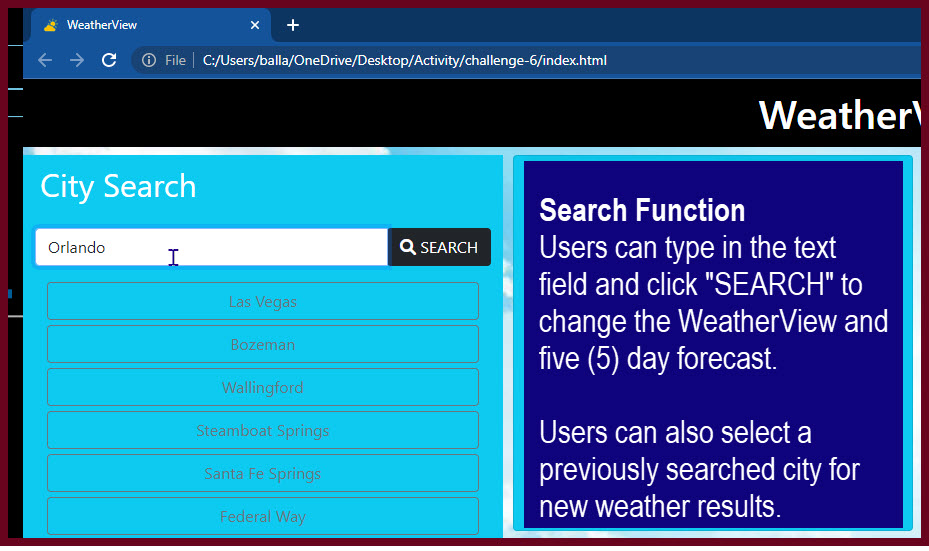 WeatherView
File
C:/Users/balla/OneDrive/Desktop/Activity/challenge-6/index.html
WeatherV
City Search
Orlando
SEARCH
Las Vegas
Bozeman
Wallingford
Steamboat Springs
Santa Fe Springs
Federal Way
Search Function
Users can type in the text
field and click "SEARCH" to
change the WeatherView and
five (5) day forecast.
Users can also select a
previously searched city for
new weather results.